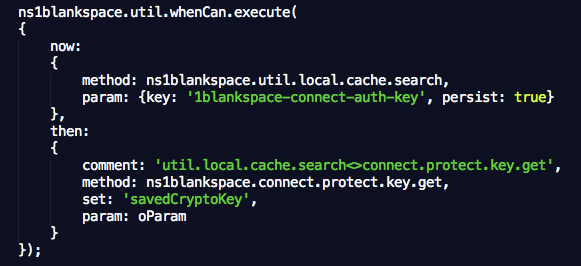 ns1blankspace.util.whenCan.execute(
{
    now:
    {
        method: ns1blankspace.util.local.cache.search,
        param: {key: '1blankspace-connect-auth-key', persist: true}
    },
    then:
    {
        comment: 'util.local.cache.search<>connect.protect.key.get',
        method: ns1blankspace.connect.protect.key.get,
        set: 'savedCryptoKey',
        param: oParam
    }
});